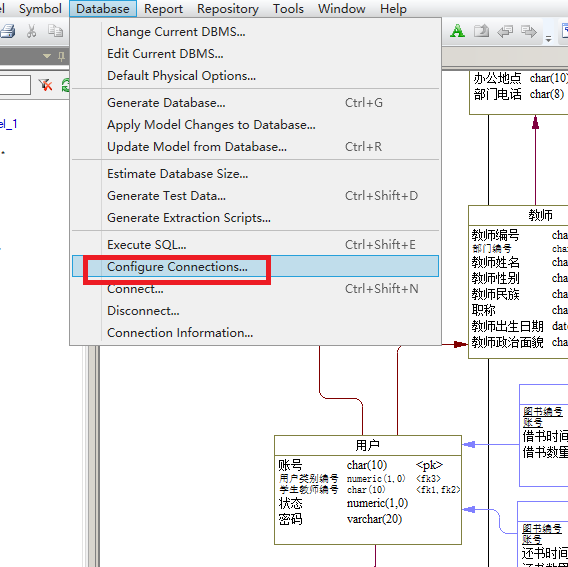 Symbol Database Report Repository Tools Window Help
Change Current DBMS...
Edit Current DBMS...
Default Physical Options...
Generate Database... Ctrl+G
Apply Model Changes to Database...
Update Model from Database... Ctrl+R
Estimate Database Size...
Generate Test Data... Ctrl+Shift+D
Generate Extraction Scripts...
Execute SQL... Ctrl+Shift+E
Configure Connections...
Connect... Ctrl+Shift+N
Disconnect...
Connection Information...
el_1
办公地点 char(10)
部门电话 char(8)
教师
教师编号 cha
部门编号 char
教师姓名 cha
教师性别 cha
教师民族 cha
职称 cha
教师出生日期 date
教师政治面貌 cha
图书编号
账号
借书时间
借书数量
用户
账号 char(10) <pk>
用户类别编号 numeric(1,0) <fk3>
学生教师编号 char(10) <fk1,fk2>
状态 numeric(1,0)
密码 varchar(20)
图书编号
账号
还书时间